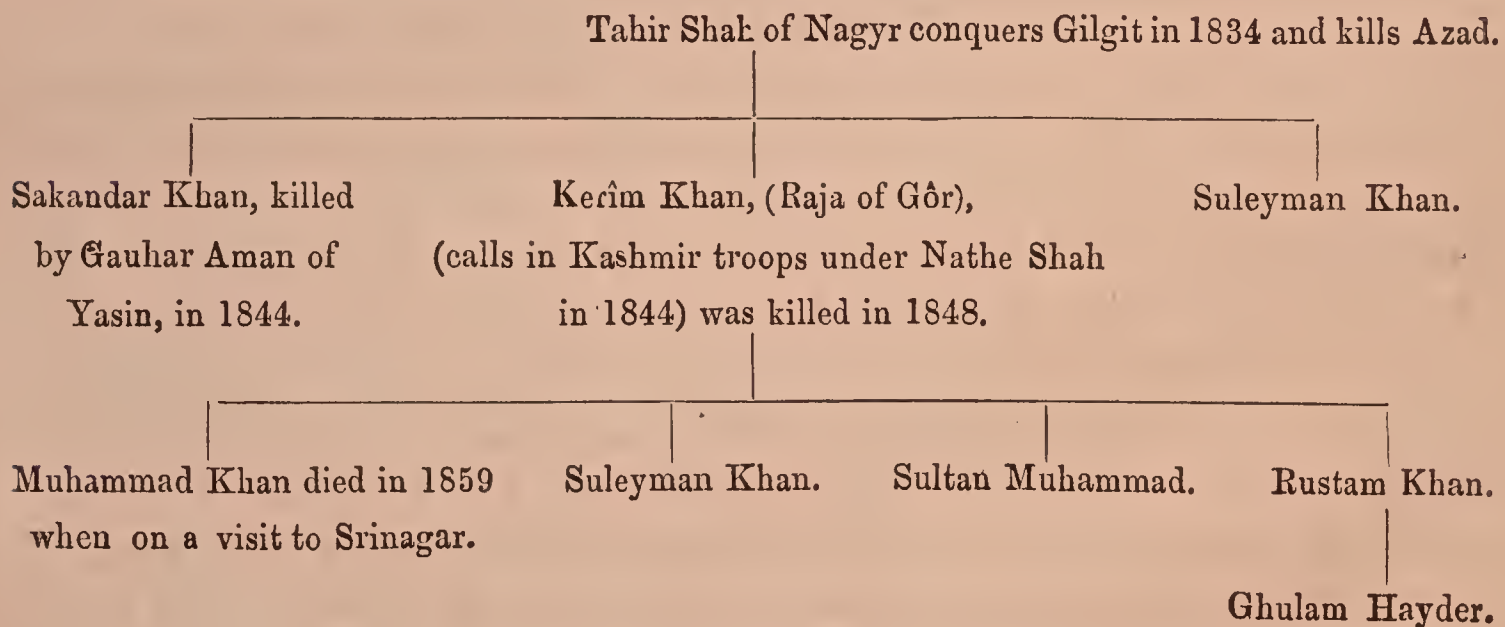 Tahir Shah of Nagyr conquers Gilgit in 1834 and kills Azad.
Sakandar Khan, killed
by Gauhar Aman of
Yasin, in 1844.
Kerîm Khan, (Raja of Gôr),
(calls in Kashmir troops under Nathe Shah
in 1844) was killed in 1848.
Suleyman Khan.
Muhammad Khan died in 1859
when on a visit to Srinagar.
Suleyman Khan.
Sultan Muhammad.
Rustam Khan.
Ghulam Hayder.